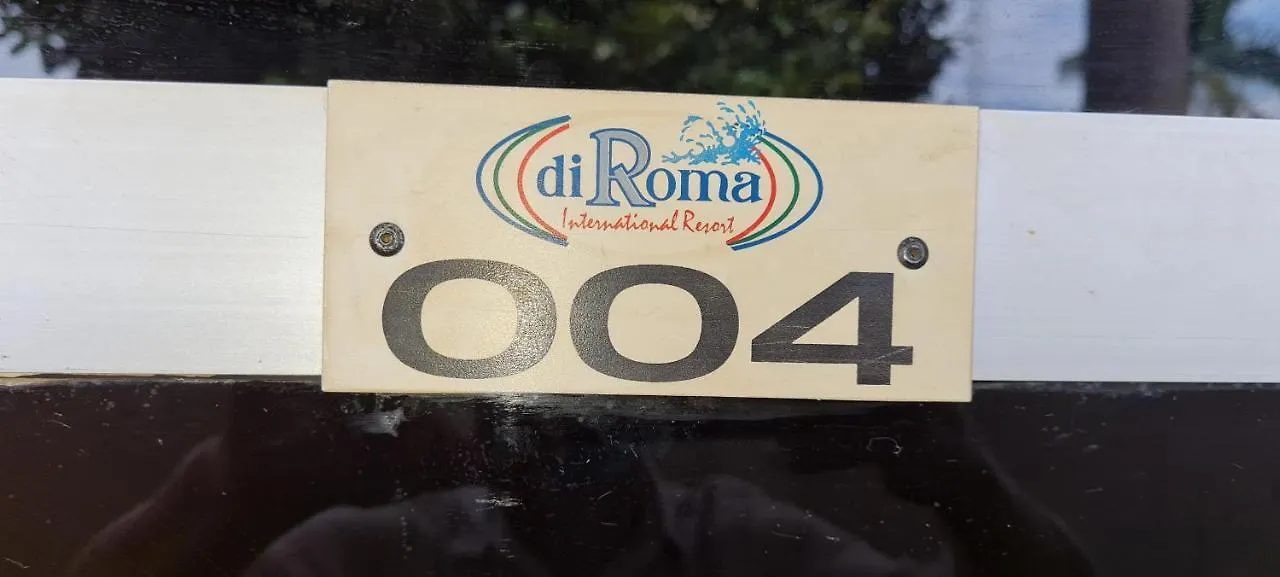 diRoma
International Resort
004